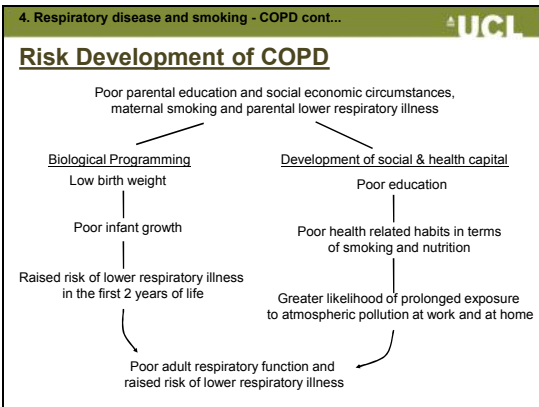 4. Respiratory disease and smoking - COPD cont...
UCL
Risk Development of COPD
Poor parental education and social economic circumstances,
maternal smoking and parental lower respiratory illness
Biological Programming
Low birth weight
Poor infant growth
Raised risk of lower respiratory illness
in the first 2 years of life
Development of social & health capital
Poor education
Poor health related habits in terms
of smoking and nutrition
Greater likelihood of prolonged exposure
to atmospheric pollution at work and at home
Poor adult respiratory function and
raised risk of lower respiratory illness